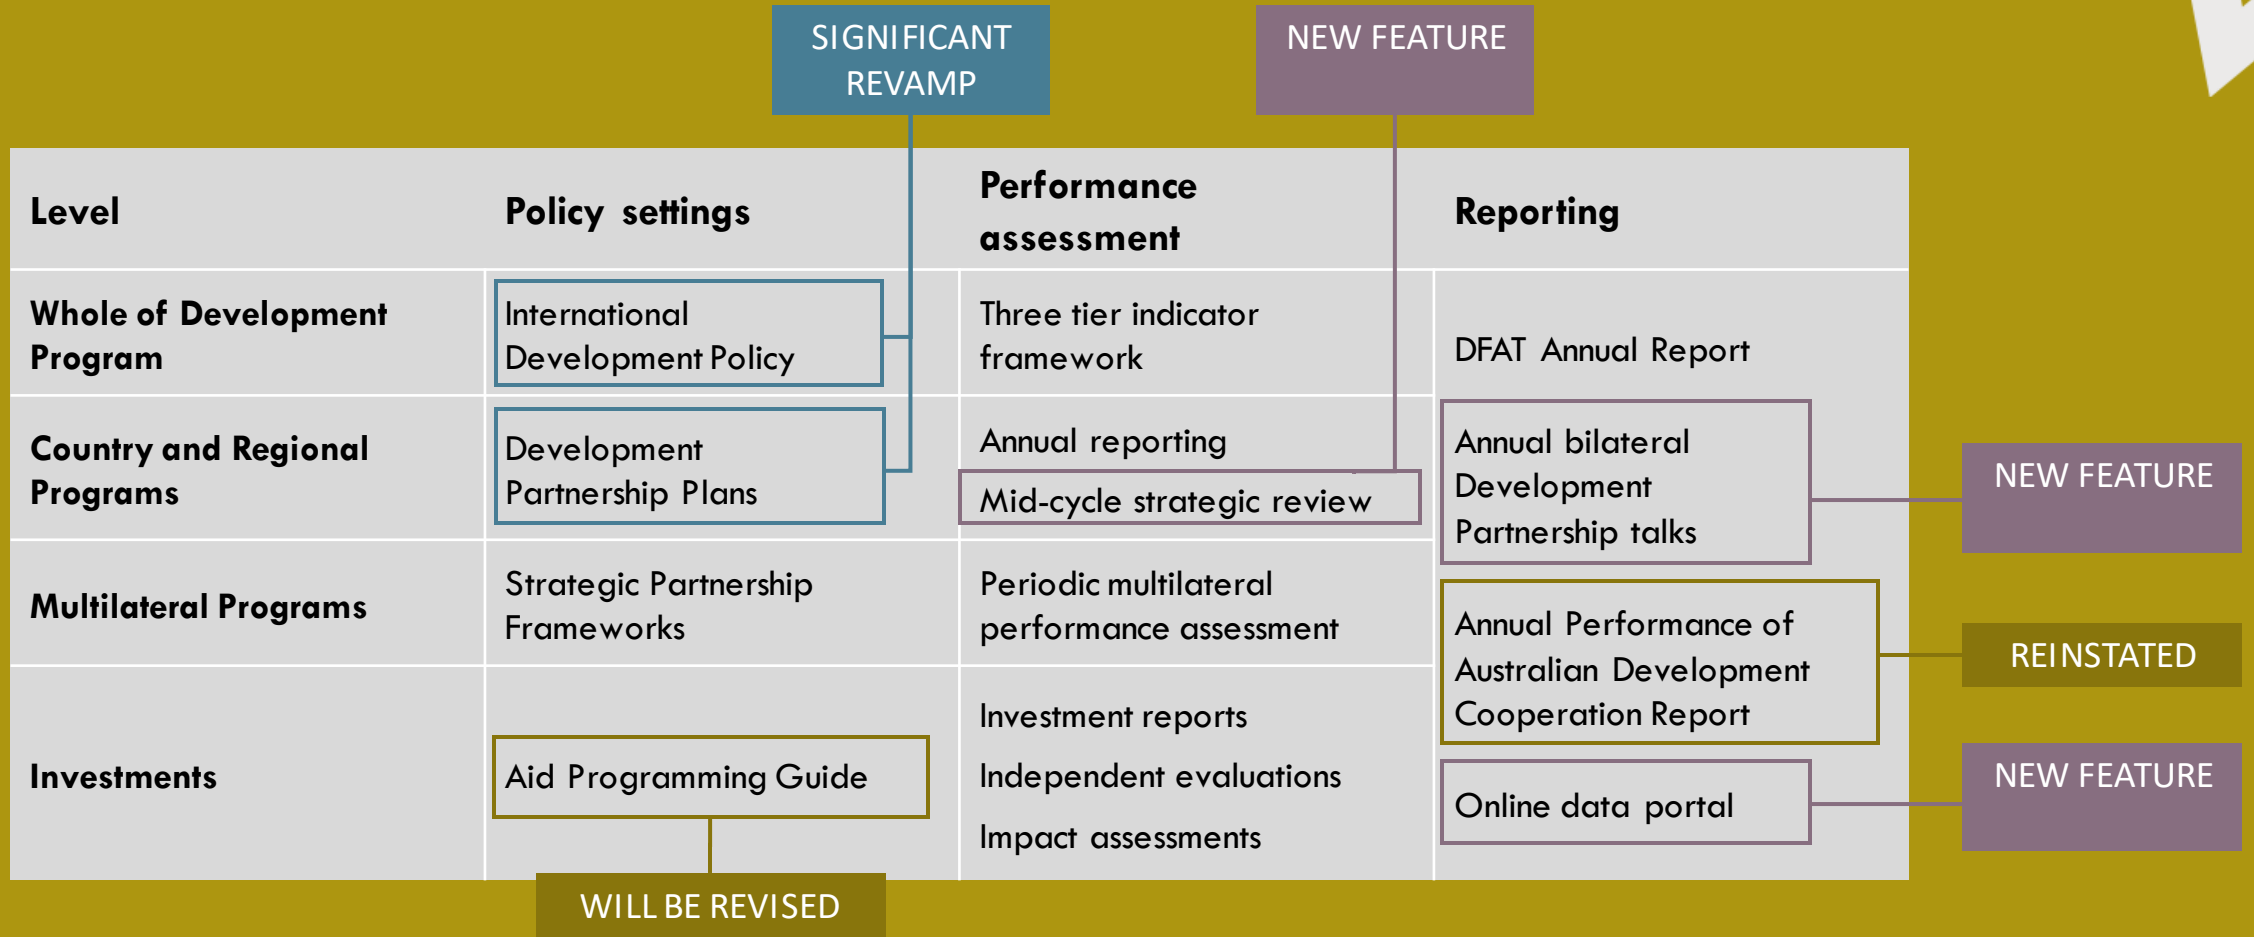 SIGNIFICANT
REVAMP
NEW FEATURE
Level
Policy settings
Performance
assessment
Reporting
Whole of Development
Program
International
Development Policy
Three tier indicator
framework
DFAT Annual Report
Country and Regional
Programs
Development
Partnership Plans
Annual reporting
Mid-cycle strategic review
Annual bilateral
Development
Partnership talks
NEW FEATURE
Multilateral Programs
Strategic Partnership
Frameworks
Periodic multilateral
performance assessment
Annual Performance of
Australian Development
Cooperation Report
REINSTATED
Investments
Aid Programming Guide
Investment reports
Independent evaluations
Impact assessments
Online data portal
NEW FEATURE
WILL BE REVISED